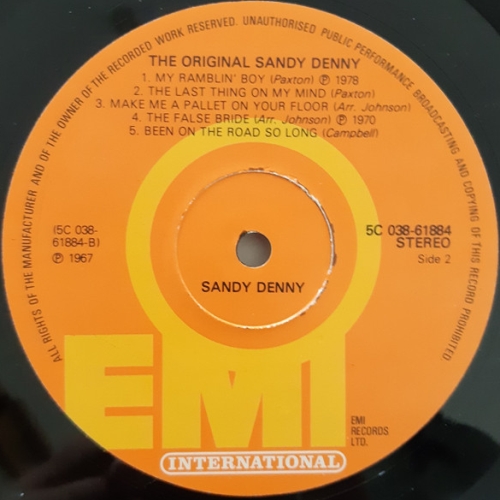 ALL RIGHTS OF THE MANUFACTURER AND OF THE OWNER OF THE RECORDED WORK RESERVED. UNAUTHORISED PUBLIC PERFORMANCE BROADCASTING AND COPYING OF THIS RECORD PROHIBITED
THE ORIGINAL SANDY DENNY
1. MY RAMBLIN' BOY (Paxton) ℗ 1978
2. THE LAST THING ON MY MIND (Paxton)
3. MAKE ME A PALLET ON YOUR FLOOR (Arr. Johnson)
4. THE FALSE BRIDE (Arr. Johnson) ℗ 1970
5. BEEN ON THE ROAD SO LONG (Campbell)
(5C 038-
61884-B)
℗ 1967
5C 038-61884
STEREO
Side 2
SANDY DENNY
EMI
INTERNATIONAL
EMI
RECORDS
LTD.